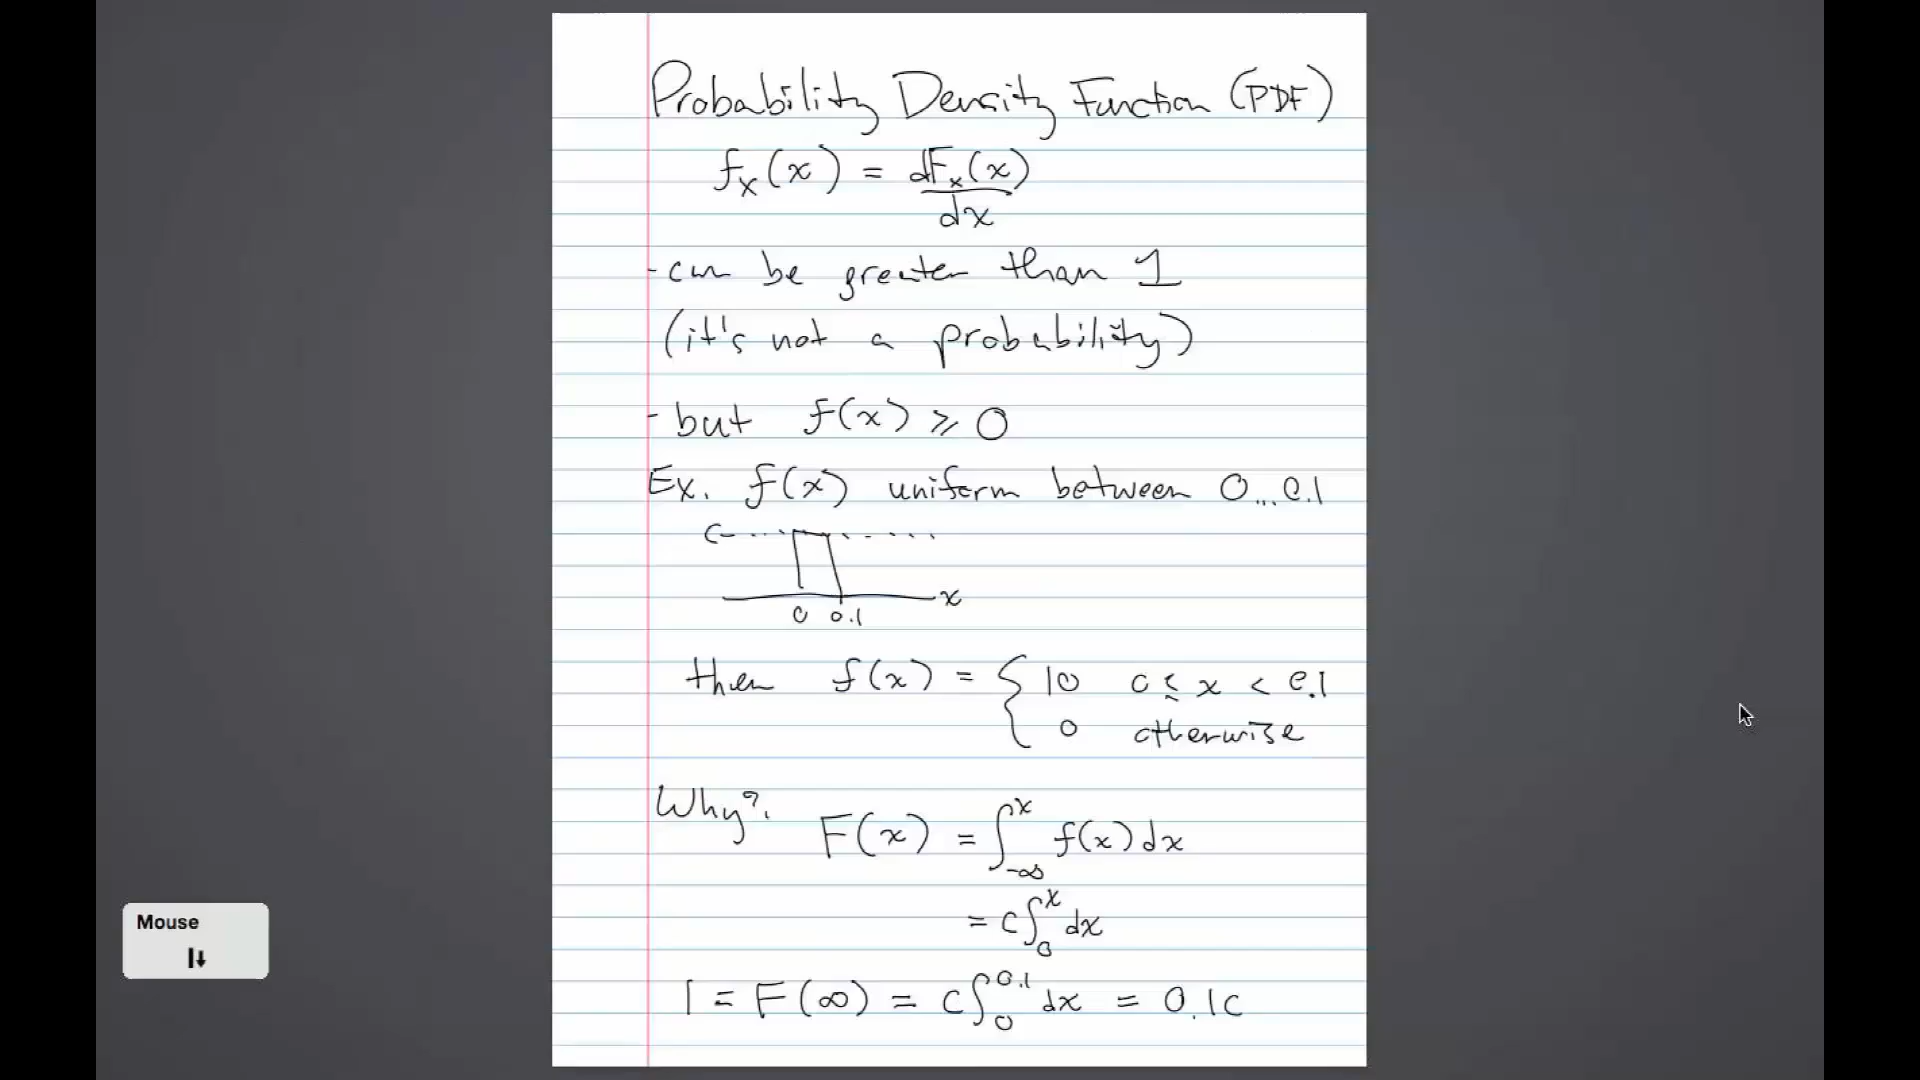 Probability Density Function (PDF)
fₓ(x) = dFₓ(x)
dx
- can be greater than 1
(it's not a probability)
- but f(x) ⩾ 0
Ex. f(x) uniform between 0...0.1
c
x
0 0.1
then f(x) = { 10 0 ≤ x < 0.1
0 otherwise
Why?
F(x) = ∫_{-∞}^{x} f(x) dx
= c∫_{0}^{x} dx
1 = F(∞) = c∫_{0}^{0.1} dx = 0.1c
Mouse